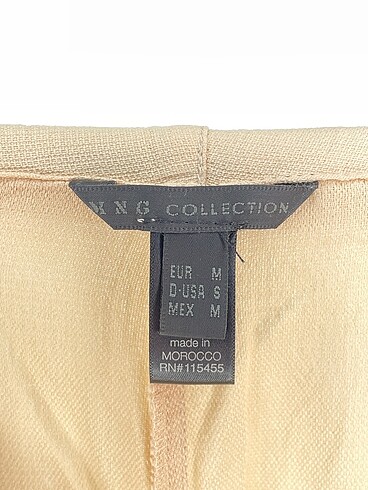 MNG COLLECTION
EUR M
D-USA S
MEX M
made in
MOROCCO
RN#115455